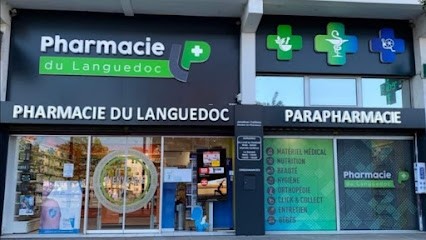 Pharmacie
du Languedoc
PHARMACIE DU LANGUEDOC
PARAPHARMACIE
MATERIEL MÉDICAL
NUTRITION
BEAUTÉ
HYGIÈNE
ORTHOPÉDIE
CLICK & COLLECT
ENTRETIEN
BÉBÉS
Pharmacie
du Languedoc